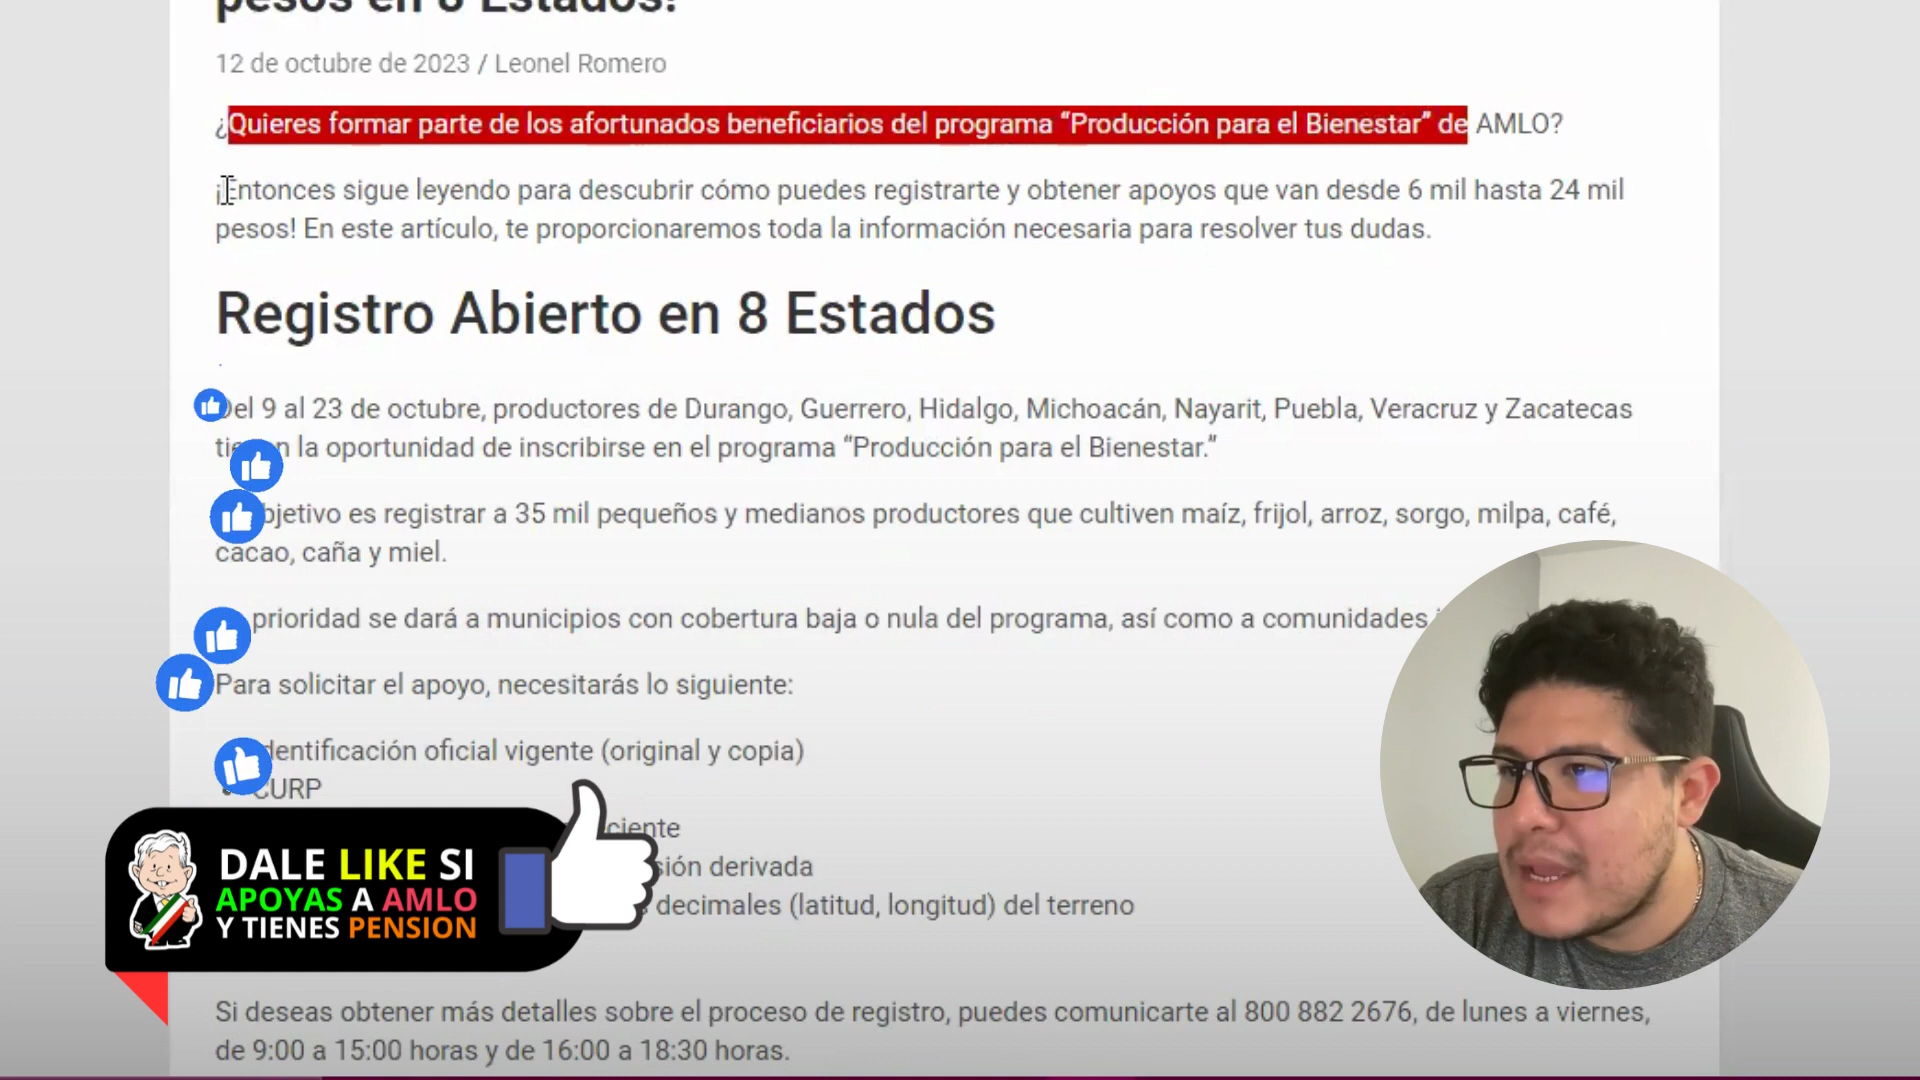 pesos en 8 Estados!
12 de octubre de 2023 / Leonel Romero
¿Quieres formar parte de los afortunados beneficiarios del programa “Producción para el Bienestar” de AMLO?
¡Entonces sigue leyendo para descubrir cómo puedes registrarte y obtener apoyos que van desde 6 mil hasta 24 mil
pesos! En este artículo, te proporcionaremos toda la información necesaria para resolver tus dudas.
Registro Abierto en 8 Estados
Del 9 al 23 de octubre, productores de Durango, Guerrero, Hidalgo, Michoacán, Nayarit, Puebla, Veracruz y Zacatecas
la oportunidad de inscribirse en el programa “Producción para el Bienestar.”
objetivo es registrar a 35 mil pequeños y medianos productores que cultiven maíz, frijol, arroz, sorgo, milpa, café,
cacao, caña y miel.
prioridad se dará a municipios con cobertura baja o nula del programa, así como a comunidades
Para solicitar el apoyo, necesitarás lo siguiente:
Identificación oficial vigente (original y copia)
CURP
derivada
decimales (latitud, longitud) del terreno
DALE LIKE SI
APOYAS A AMLO
Y TIENES PENSION
Si deseas obtener más detalles sobre el proceso de registro, puedes comunicarte al 800 882 2676, de lunes a viernes,
de 9:00 a 15:00 horas y de 16:00 a 18:30 horas.